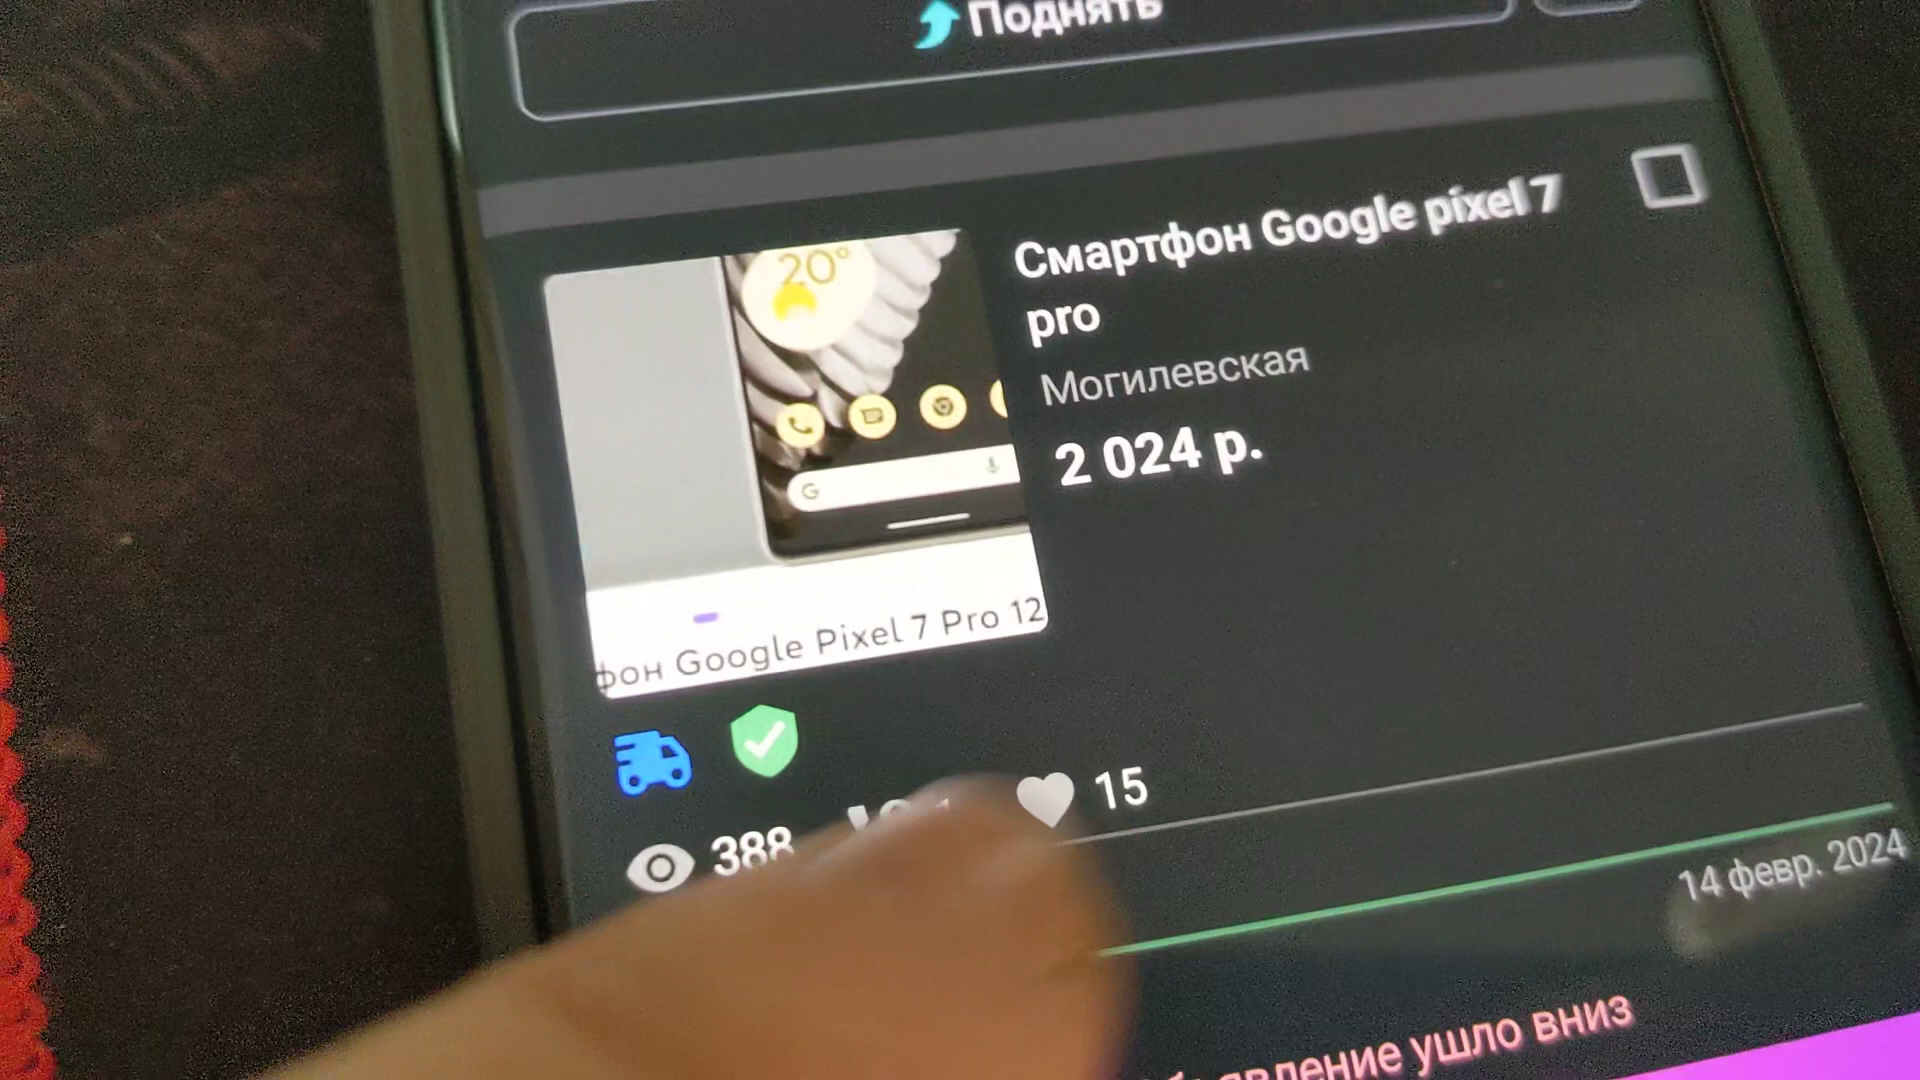 Поднять
Смартфон Google pixel 7
pro
Могилевская
2 024 р.
20°
G
фон Google Pixel 7 Pro 12
388
15
14 февр. 2024
ушло вниз